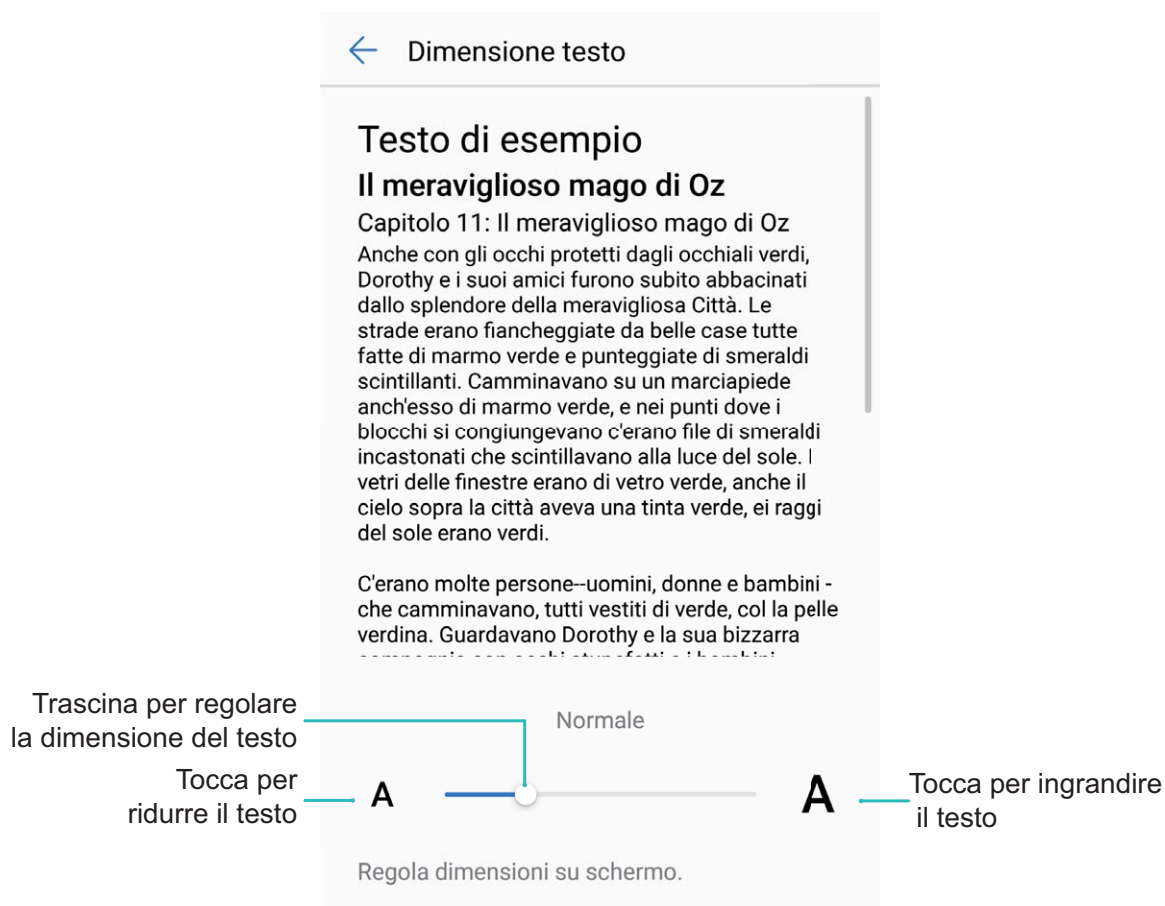 Dimensione testo
Testo di esempio
Il meraviglioso mago di Oz
Capitolo 11: Il meraviglioso mago di Oz
Anche con gli occhi protetti dagli occhiali verdi,
Dorothy e i suoi amici furono subito abbacinati
dallo splendore della meravigliosa Città. Le
strade erano fiancheggiate da belle case tutte
fatte di marmo verde e punteggiate di smeraldi
scintillanti. Camminavano su un marciapiede
anch'esso di marmo verde, e nei punti dove i
blocchi si congiungevano c'erano file di smeraldi
incastonati che scintillavano alla luce del sole. I
vetri delle finestre erano di vetro verde, anche il
cielo sopra la città aveva una tinta verde, ei raggi
del sole erano verdi.
C'erano molte persone--uomini, donne e bambini -
che camminavano, tutti vestiti di verde, col la pelle
verdina. Guardavano Dorothy e la sua bizzarra
Trascina per regolare
la dimensione del testo
Normale
Tocca per
ridurre il testo
A
A
Tocca per ingrandire
il testo
Regola dimensioni su schermo.